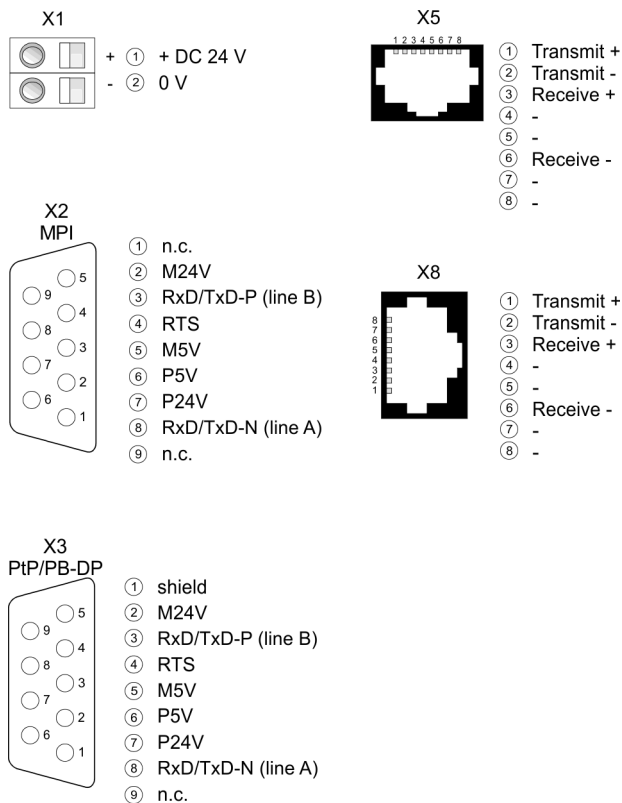 X1
+ ① + DC 24 V
- ② 0 V
X5
1 2 3 4 5 6 7 8
① Transmit +
② Transmit -
③ Receive +
④ -
⑤ -
⑥ Receive -
⑦ -
⑧ -
X2
MPI
5
9
4
8
3
7
2
6
1
① n.c.
② M24V
③ RxD/TxD-P (line B)
④ RTS
⑤ M5V
⑥ P5V
⑦ P24V
⑧ RxD/TxD-N (line A)
⑨ n.c.
X8
8
7
6
5
4
3
2
1
① Transmit +
② Transmit -
③ Receive +
④ -
⑤ -
⑥ Receive -
⑦ -
⑧ -
X3
PtP/PB-DP
5
9
4
8
3
7
2
6
1
① shield
② M24V
③ RxD/TxD-P (line B)
④ RTS
⑤ M5V
⑥ P5V
⑦ P24V
⑧ RxD/TxD-N (line A)
⑨ n.c.